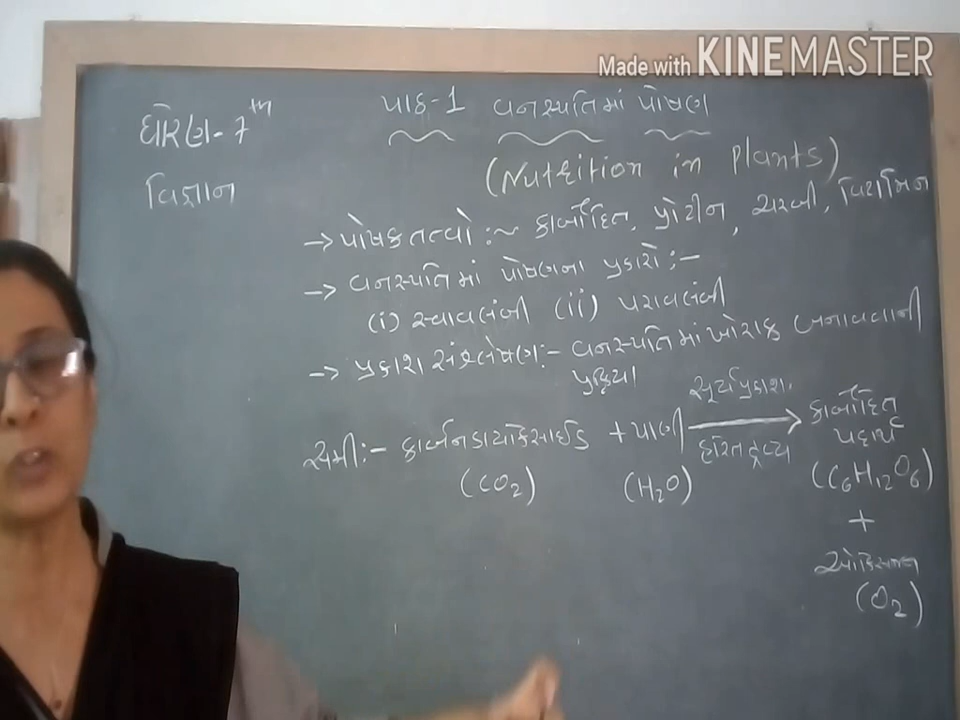 Made with KINEMASTER
ધોરણ-7th
વિજ્ઞાન
પાઠ-1 વનસ્પતિમાં પોષણ
(Nutrition in plants)
→ પોષકતત્વો :~ કાર્બોદિત, પ્રોટીન, ચરબી, વિટામિન
→ વનસ્પતિમાં પોષણના પ્રકારો :-
(i) સ્વાવલંબી (ii) પરાવલંબી
→ પ્રકાશસંશ્લેષણ :- વનસ્પતિમાં ખોરાક બનાવવાની
પ્રક્રિયા
સમી :- કાર્બનડાયોક્સાઈડ + પાણી સૂર્યપ્રકાશ → હરિતદ્રવ્ય કાર્બોદિત
પદાર્થ
(CO2) (H2O) (C6H12O6)
+
ઓક્સિજન
(O2)